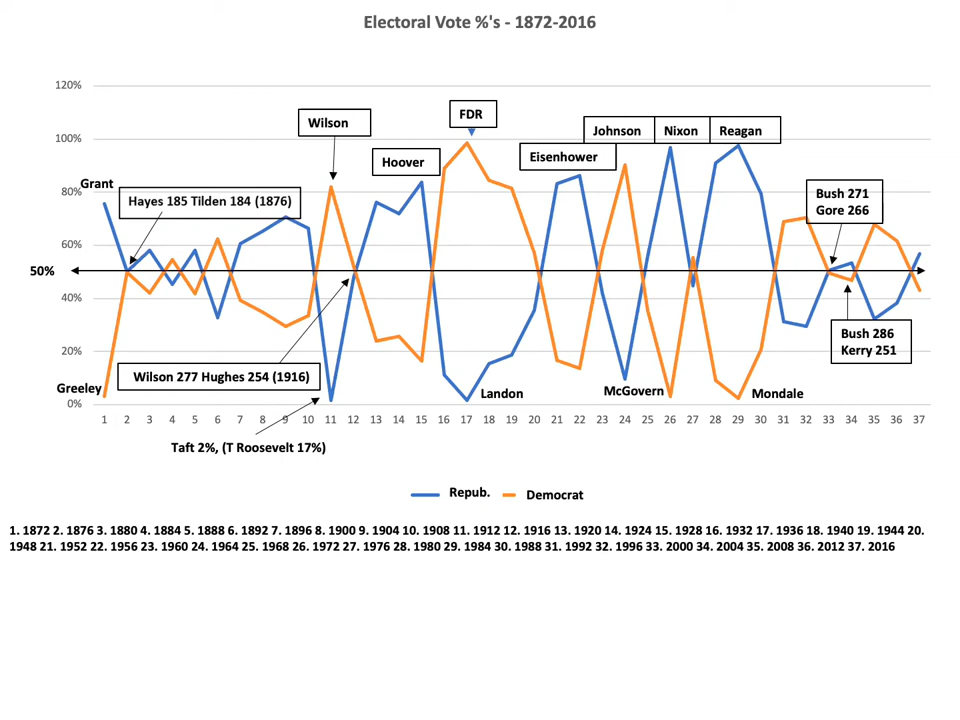 Electoral Vote %'s - 1872-2016
120%
100%
80%
60%
50%
40%
20%
0%
Wilson
FDR
Hoover
Eisenhower
Johnson
Nixon
Reagan
Grant
Hayes 185 Tilden 184 (1876)
Bush 271
Gore 266
Bush 286
Kerry 251
Wilson 277 Hughes 254 (1916)
Greeley
Landon
McGovern
Mondale
1 2 3 4 5 6 7 8 9 10 11 12 13 14 15 16 17 18 19 20 21 22 23 24 25 26 27 28 29 30 31 32 33 34 35 36 37
Taft 2%, (T Roosevelt 17%)
Repub. Democrat
1. 1872 2. 1876 3. 1880 4. 1884 5. 1888 6. 1892 7. 1896 8. 1900 9. 1904 10. 1908 11. 1912 12. 1916 13. 1920 14. 1924 15. 1928 16. 1932 17. 1936 18. 1940 19. 1944 20.
1948 21. 1952 22. 1956 23. 1960 24. 1964 25. 1968 26. 1972 27. 1976 28. 1980 29. 1984 30. 1988 31. 1992 32. 1996 33. 2000 34. 2004 35. 2008 36. 2012 37. 2016